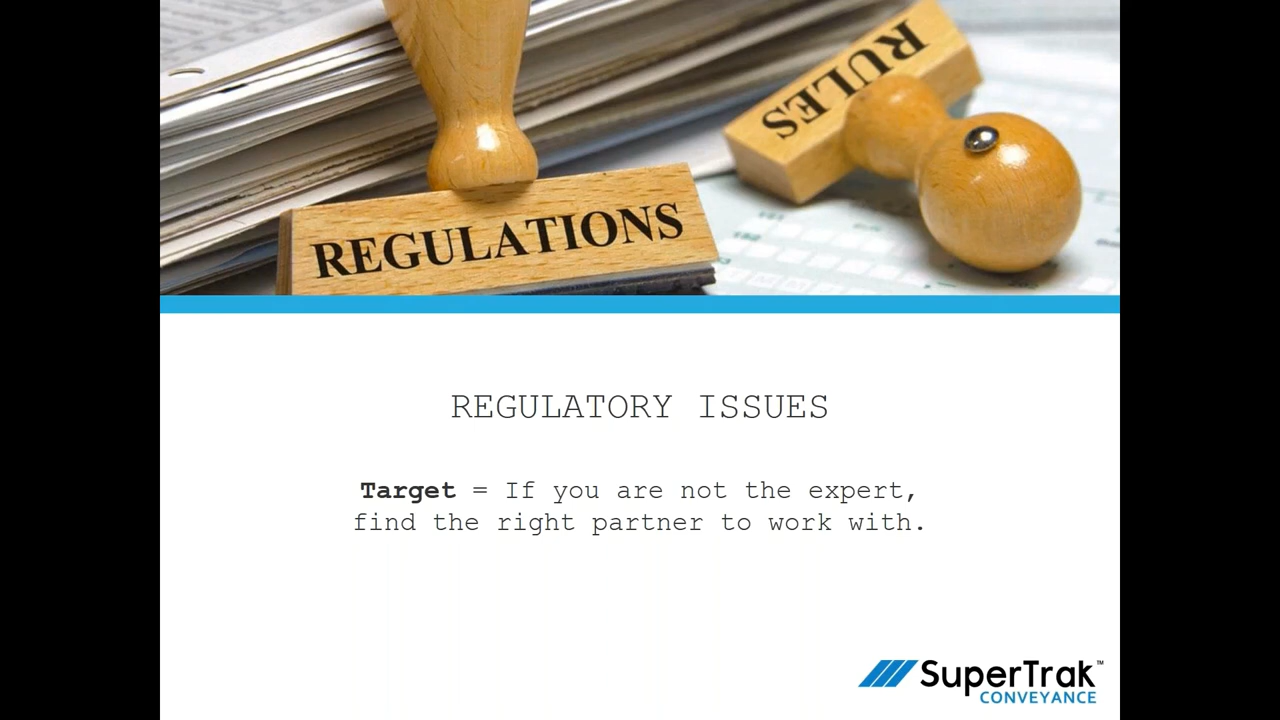 RULES
REGULATIONS
REGULATORY ISSUES
Target = If you are not the expert,
find the right partner to work with.
SuperTrak™
CONVEYANCE